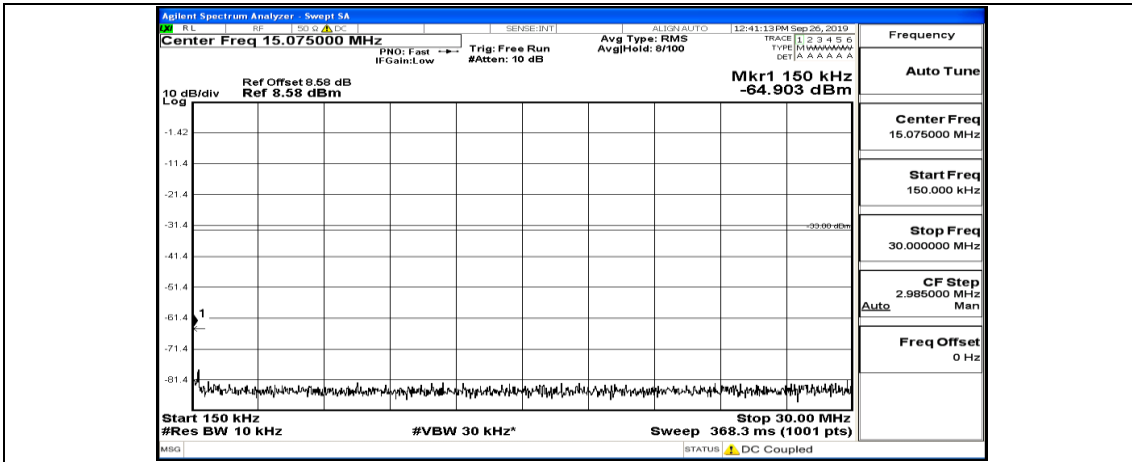 Agilent Spectrum Analyzer - Swept SA
LXI RL RF 50 Ω DC SENSE:INT ALIGN AUTO 12:41:13 PM Sep 26, 2019
Center Freq 15.075000 MHz
PNO: Fast
IFGain:Low
Trig: Free Run
#Atten: 10 dB
Avg Type: RMS
Avg|Hold: 8/100
TRACE 1 2 3 4 5 6
TYPE M WWWWW
DET A A A A A A
Ref Offset 8.58 dB
10 dB/div Ref 8.58 dBm
Log
Mkr1 150 kHz
-64.903 dBm
-1.42
-11.4
-21.4
-31.4
-33.00 dBm
-41.4
-51.4
-61.4
1
-71.4
-81.4
Start 150 kHz Stop 30.00 MHz
#Res BW 10 kHz #VBW 30 kHz* Sweep 368.3 ms (1001 pts)
MSG STATUS DC Coupled
Frequency
Auto Tune
Center Freq
15.075000 MHz
Start Freq
150.000 kHz
Stop Freq
30.000000 MHz
CF Step
2.985000 MHz
Auto Man
Freq Offset
0 Hz